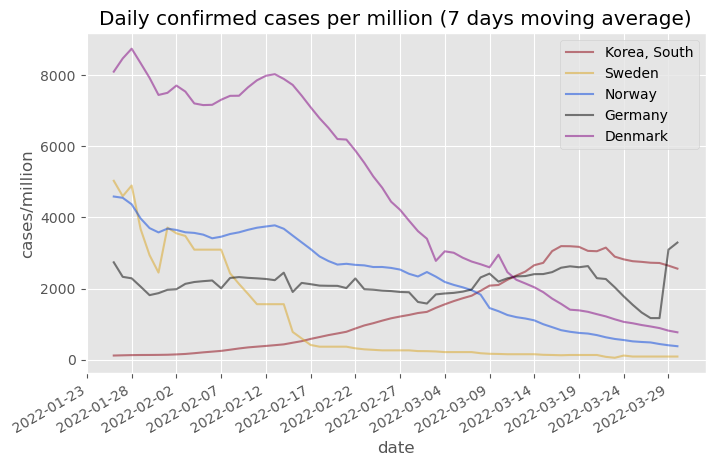 Daily confirmed cases per million (7 days moving average)
Korea, South
Sweden
Norway
Germany
Denmark
cases/million
8000
6000
4000
2000
0
2022-01-23
2022-01-28
2022-02-02
2022-02-07
2022-02-12
2022-02-17
2022-02-22
2022-02-27
2022-03-04
2022-03-09
2022-03-14
2022-03-19
2022-03-24
2022-03-29
date